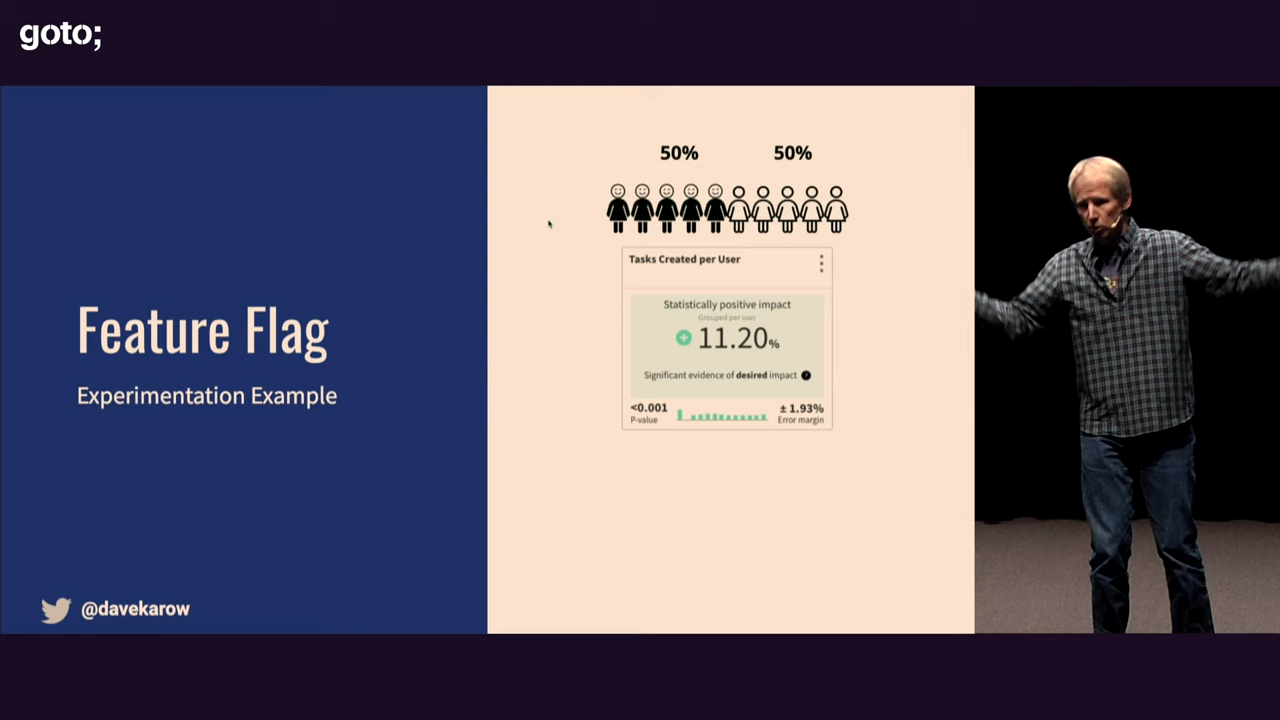 goto;
Feature Flag
Experimentation Example
@davekarow
50% 50%
Tasks Created per User
Statistically positive impact
Grouped per user
11.20%
Significant evidence of desired impact
<0.001 ± 1.93%
P-value Error margin